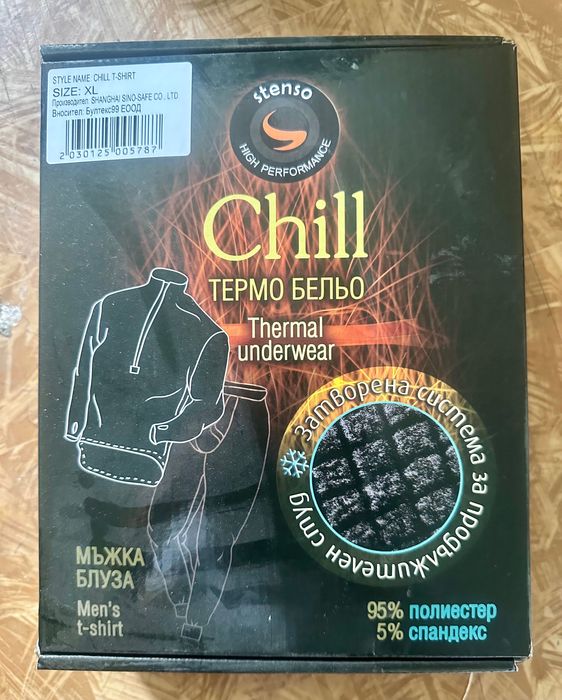 STYLE NAME: CHILL T-SHIRT
SIZE: XL
Производител: SHANGHAI SINO-SAFE CO., LTD
Вносител: Бултекс99 ЕООД
2 030125 005787
stenso
HIGH PERFORMANCE
Chill
ТЕРМО БЕЛЬО
Thermal
underwear
Затворена система за продължителен студ
МЪЖКА
БЛУЗА
Men's
t-shirt
95% полиестер
5% спандекс